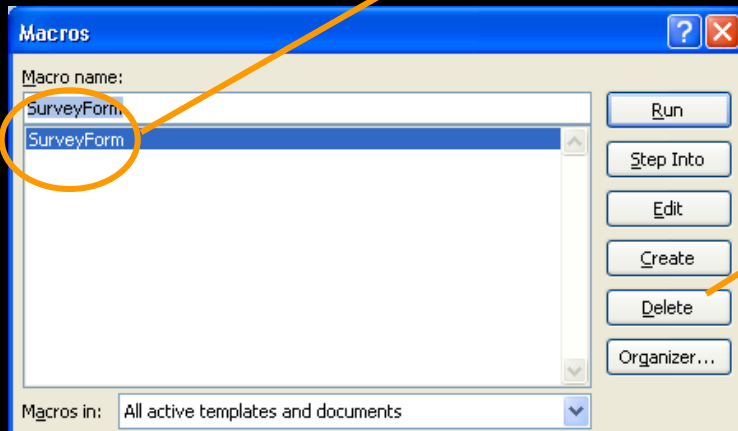 Macros
Macro name:
SurveyForm
SurveyForm
Run
Step Into
Edit
Create
Delete
Organizer...
Macros in: All active templates and documents